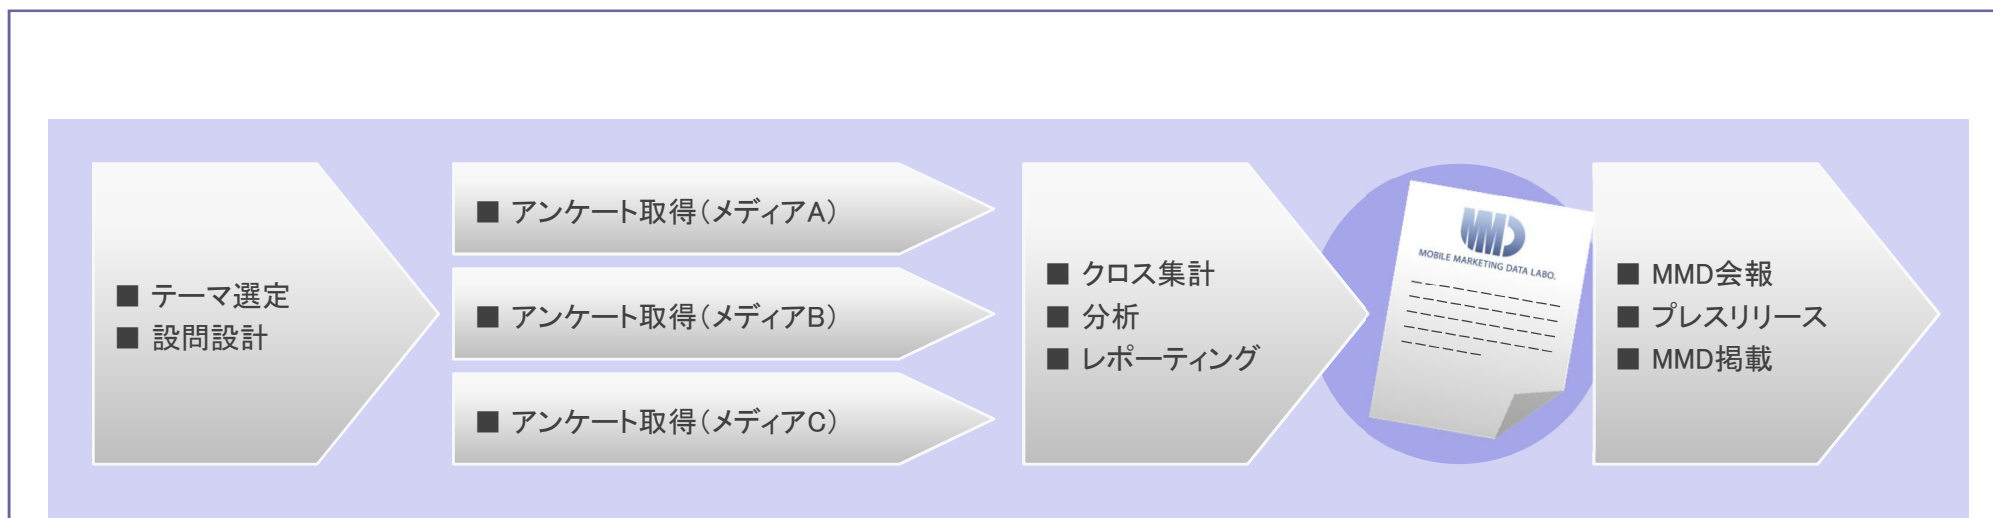 ■ テーマ選定
■ 設問設計
■ アンケート取得(メディアA)
■ アンケート取得(メディアB)
■ アンケート取得(メディアC)
■ クロス集計
■ 分析
■ レポーティング
MMD
MOBILE MARKETING DATA LABO.
■ MMD会報
■ プレスリリース
■ MMD掲載